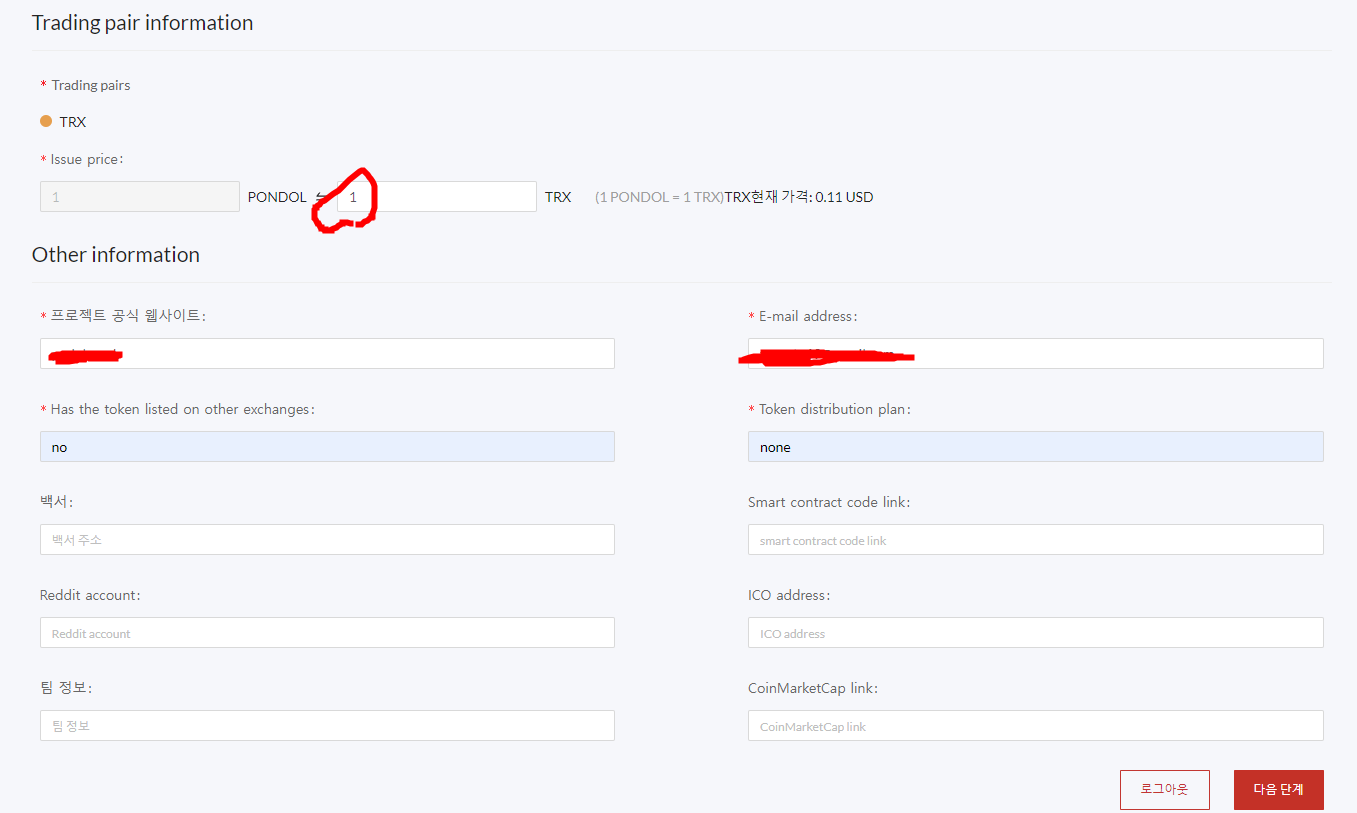 Trading pair information
* Trading pairs
TRX
* Issue price:
1 PONDOL ⇆ 1 TRX (1 PONDOL = 1 TRX)TRX현재 가격: 0.11 USD
Other information
* 프로젝트 공식 웹사이트:
* E-mail address:
* Has the token listed on other exchanges:
no
* Token distribution plan:
none
백서:
백서 주소
Smart contract code link:
smart contract code link
Reddit account:
Reddit account
ICO address:
ICO address
팀 정보:
팀 정보
CoinMarketCap link:
CoinMarketCap link
로그아웃
다음 단계